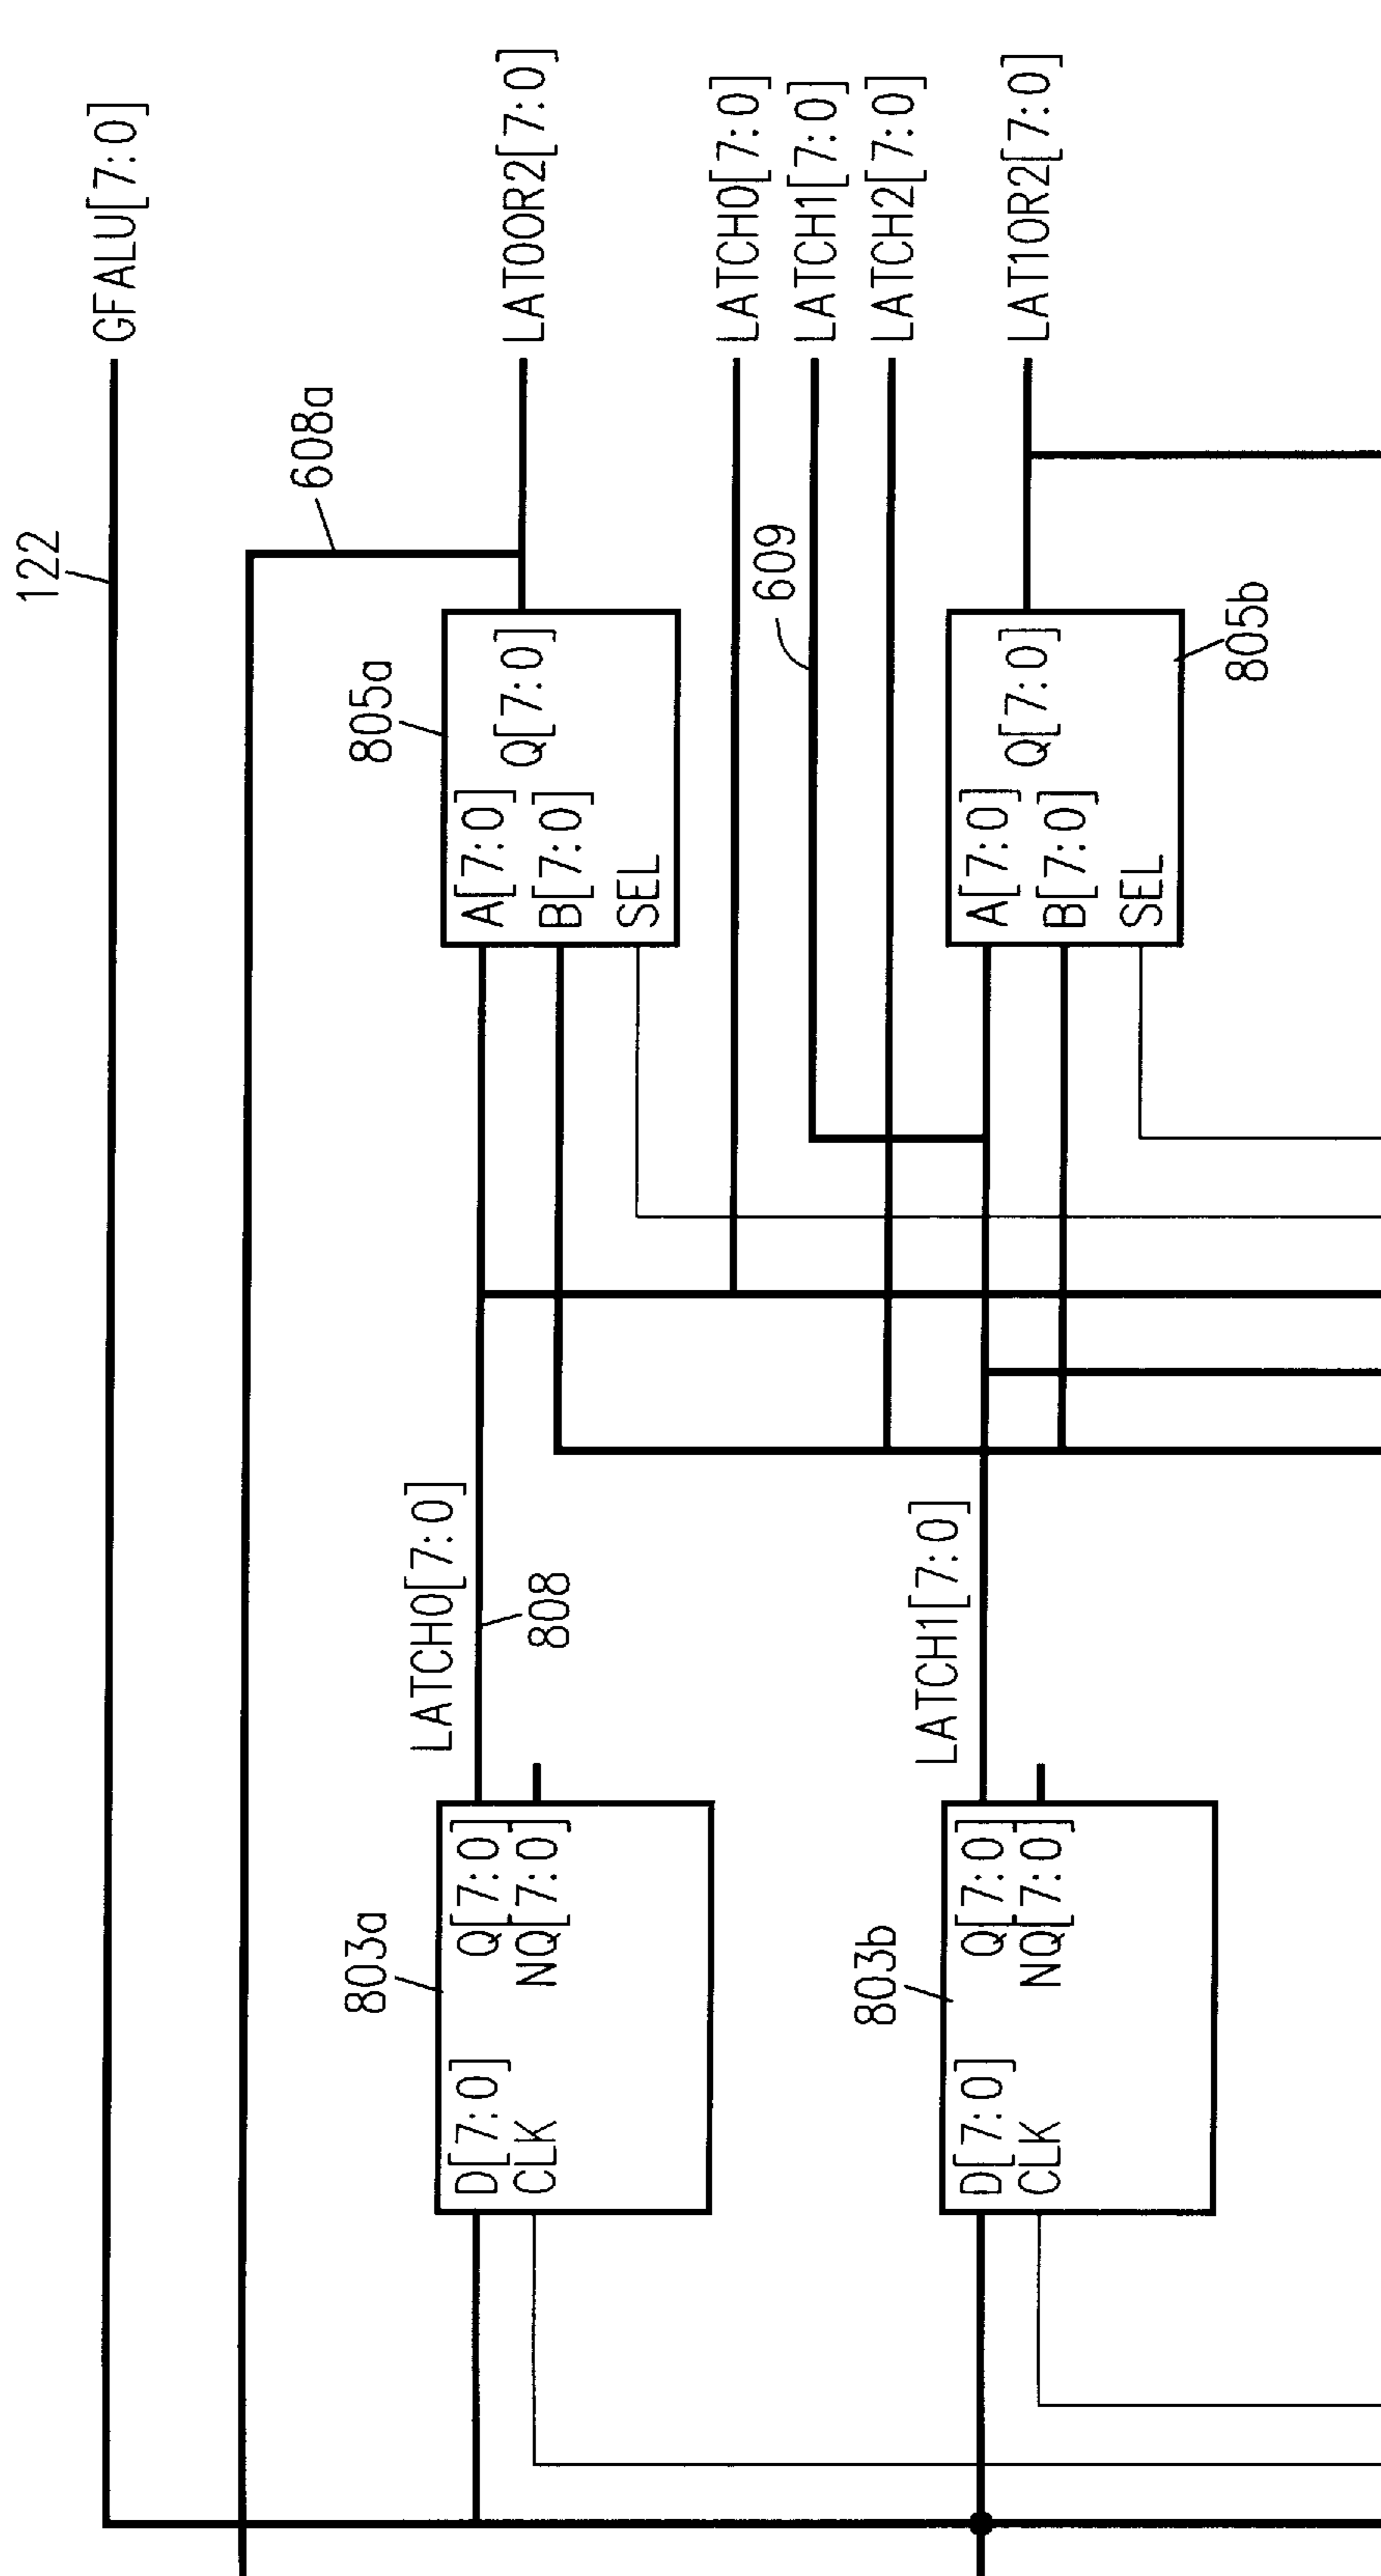 122
GFALU[7:0]
608a
LAT0OR2[7:0]
805a
A[7:0]
Q[7:0]
B[7:0]
SEL
LATCH0[7:0]
609
LATCH1[7:0]
LATCH2[7:0]
LAT1OR2[7:0]
A[7:0]
Q[7:0]
B[7:0]
SEL
805b
LATCH0[7:0]
808
803a
D[7:0]
Q[7:0]
CLK
NQ[7:0]
LATCH1[7:0]
803b
D[7:0]
Q[7:0]
CLK
NQ[7:0]